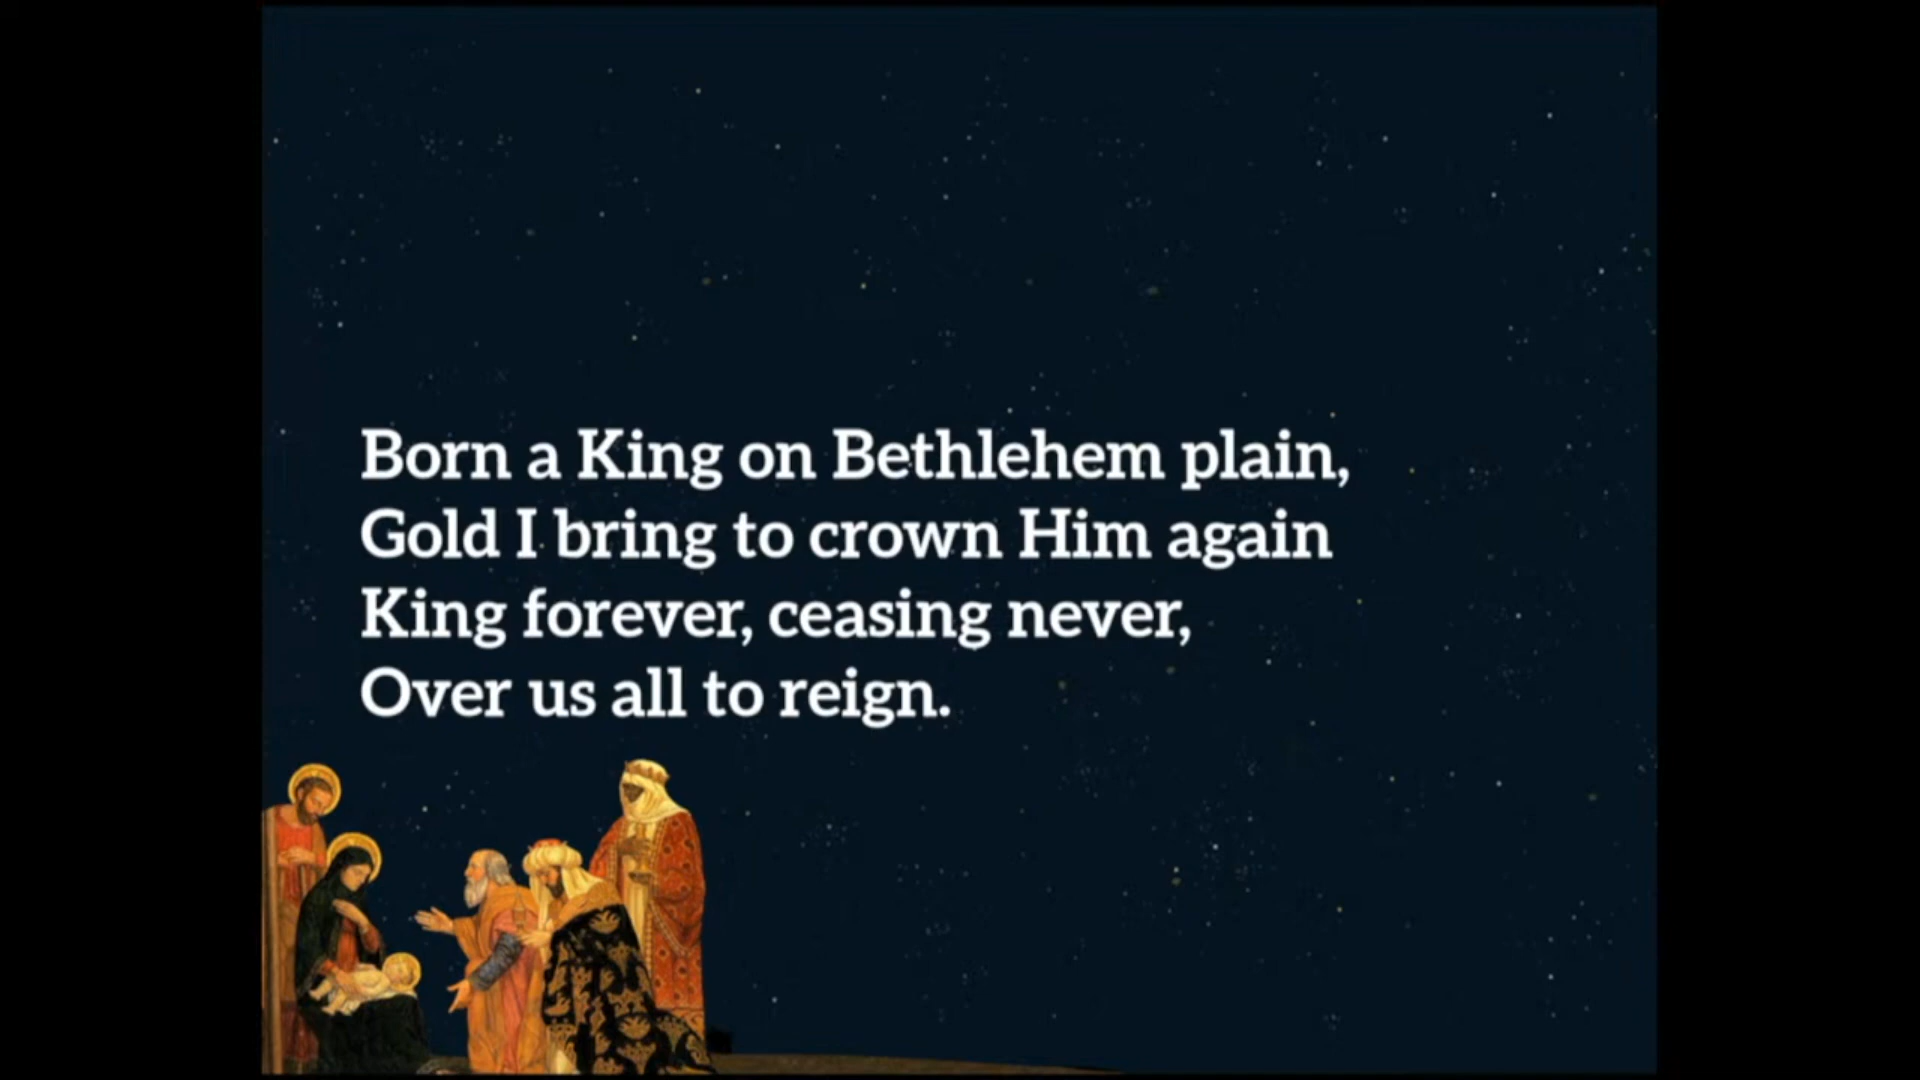 Born a King on Bethlehem plain,
Gold I bring to crown Him again
King forever, ceasing never,
Over us all to reign.